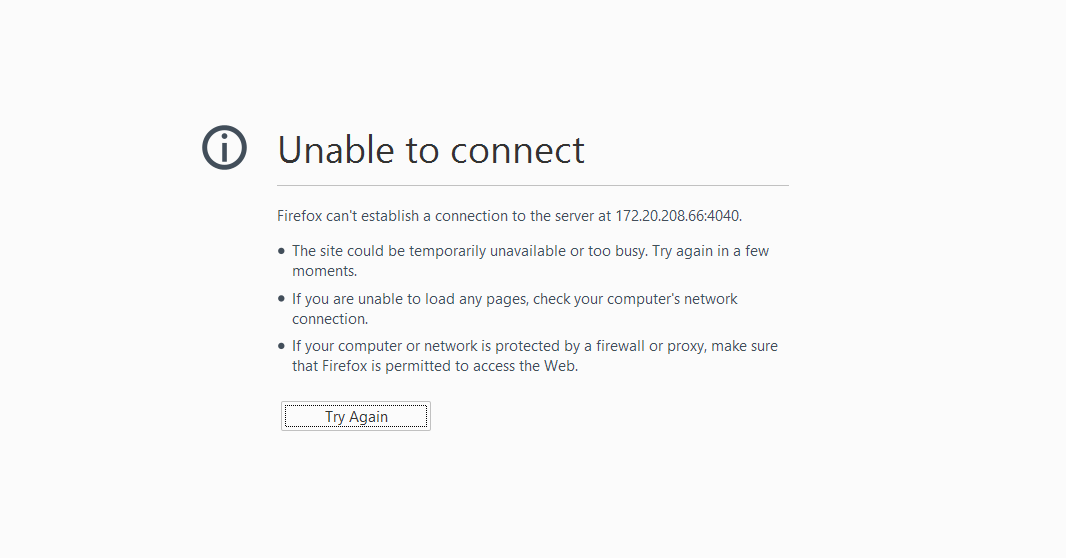 Unable to connect
Firefox can't establish a connection to the server at 172.20.208.66:4040.
• The site could be temporarily unavailable or too busy. Try again in a few
moments.
• If you are unable to load any pages, check your computer's network
connection.
• If your computer or network is protected by a firewall or proxy, make sure
that Firefox is permitted to access the Web.
Try Again